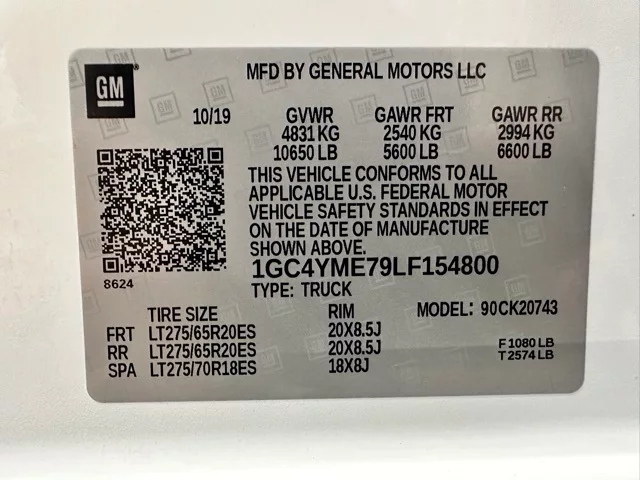 GM
MFD BY GENERAL MOTORS LLC
10/19 GVWR GAWR FRT GAWR RR
4831 KG 2540 KG 2994 KG
10650 LB 5600 LB 6600 LB
THIS VEHICLE CONFORMS TO ALL
APPLICABLE U.S. FEDERAL MOTOR
VEHICLE SAFETY STANDARDS IN EFFECT
ON THE DATE OF MANUFACTURE
SHOWN ABOVE.
8624
1GC4YME79LF154800
TYPE: TRUCK
TIRE SIZE RIM MODEL: 90CK20743
FRT LT275/65R20ES 20X8.5J
RR LT275/65R20ES 20X8.5J
SPA LT275/70R18ES 18X8J
F 1080 LB
T 2574 LB